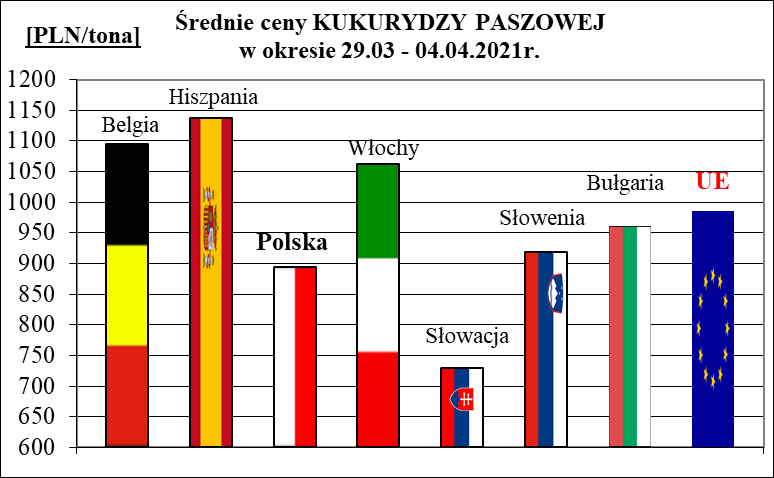 Średnie ceny KUKURYDZY PASZOWEJ
w okresie 29.03 - 04.04.2021r.
[PLN/tona]
1200
1150
1100
1050
1000
950
900
850
800
750
700
650
600
Belgia
Hiszpania
Polska
Włochy
Słowacja
Słowenia
Bułgaria
UE